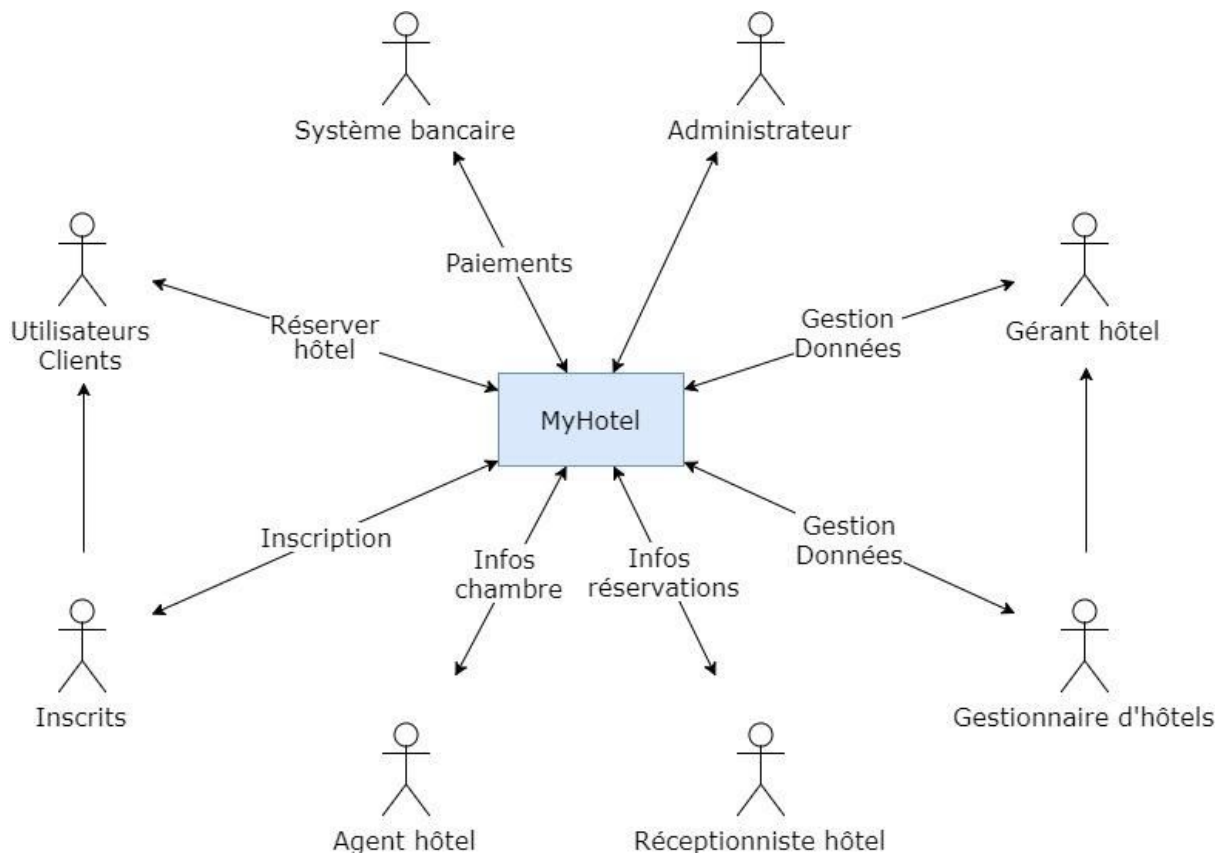 Système bancaire
Administrateur
Paiements
Utilisateurs
Clients
Réserver
hôtel
Gestion
Données
Gérant hôtel
MyHotel
Inscription
Infos
chambre
Infos
réservations
Gestion
Données
Inscrits
Gestionnaire d'hôtels
Agent hôtel
Réceptionniste hôtel